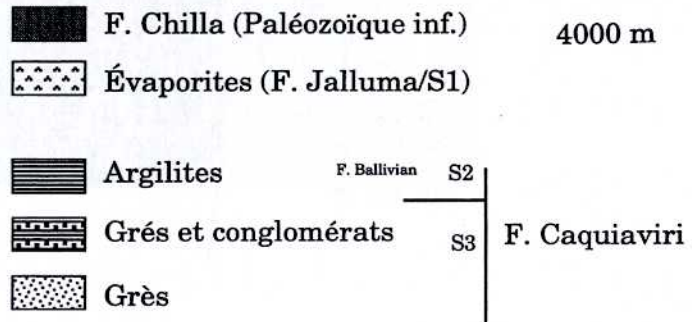 F. Chilla (Paléozoïque inf.) 4000 m
Évaporites (F. Jalluma/S1)
Argilites F. Ballivian S2
Grés et conglomérats S3 F. Caquiaviri
Grès